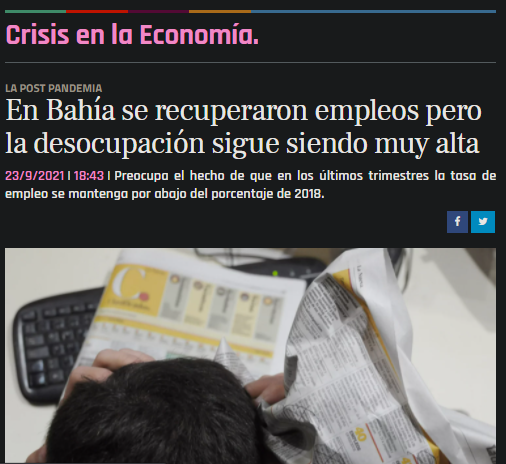 Crisis en la Economía.
LA POST PANDEMIA
En Bahía se recuperaron empleos pero
la desocupación sigue siendo muy alta
23/9/2021 | 18:43 | Preocupa el hecho de que en los últimos trimestres la tasa de
empleo se mantenga por abajo del porcentaje de 2018.